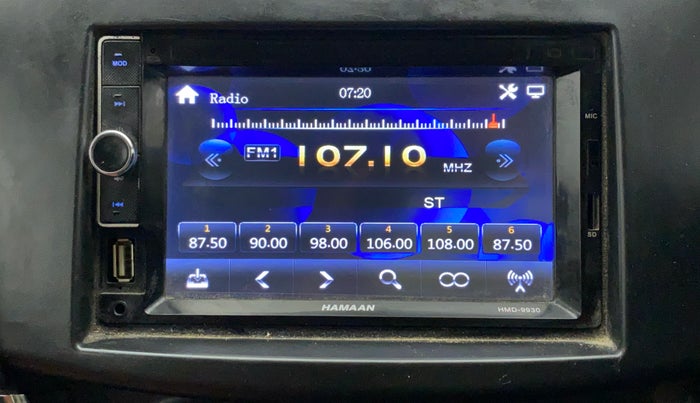 MOD
Radio
07:20
FM1
107.10
MHZ
ST
1 2 3 4 5 6
87.50 90.00 98.00 106.00 108.00 87.50
MIC
SD
HAMAAN
HMD-9930